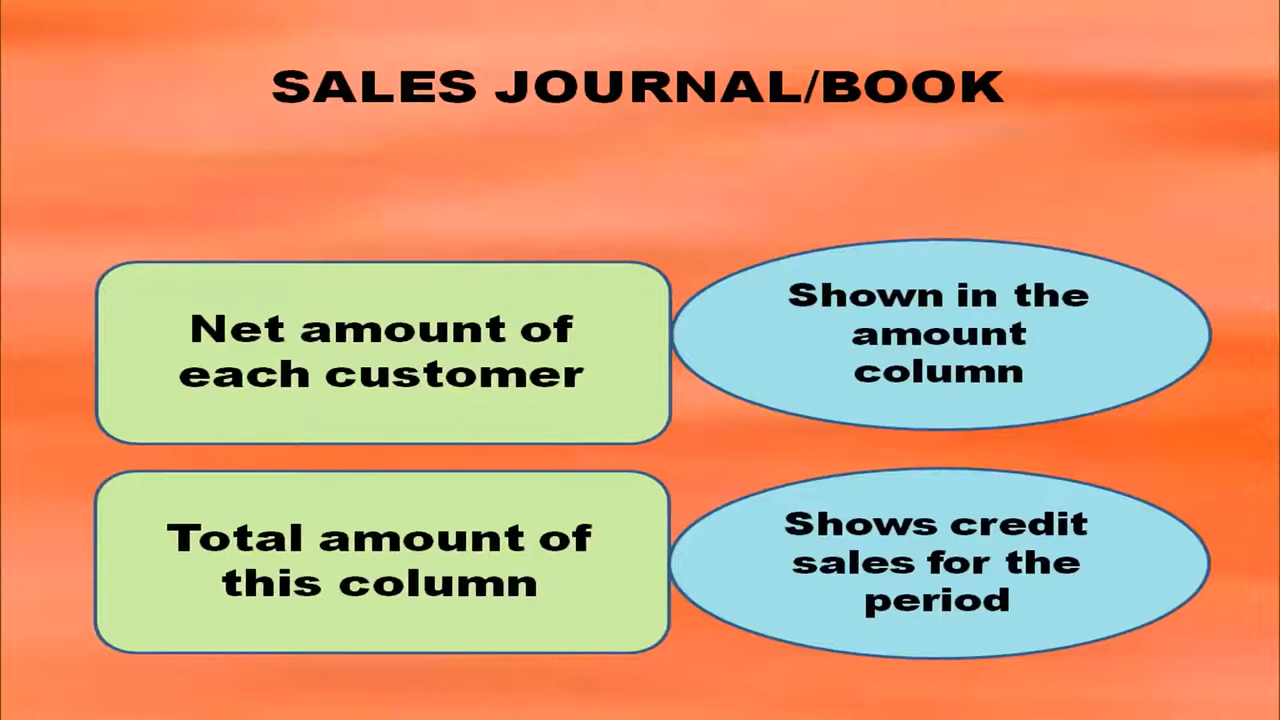 SALES JOURNAL/BOOK
Net amount of
each customer
Shown in the
amount
column
Total amount of
this column
Shows credit
sales for the
period